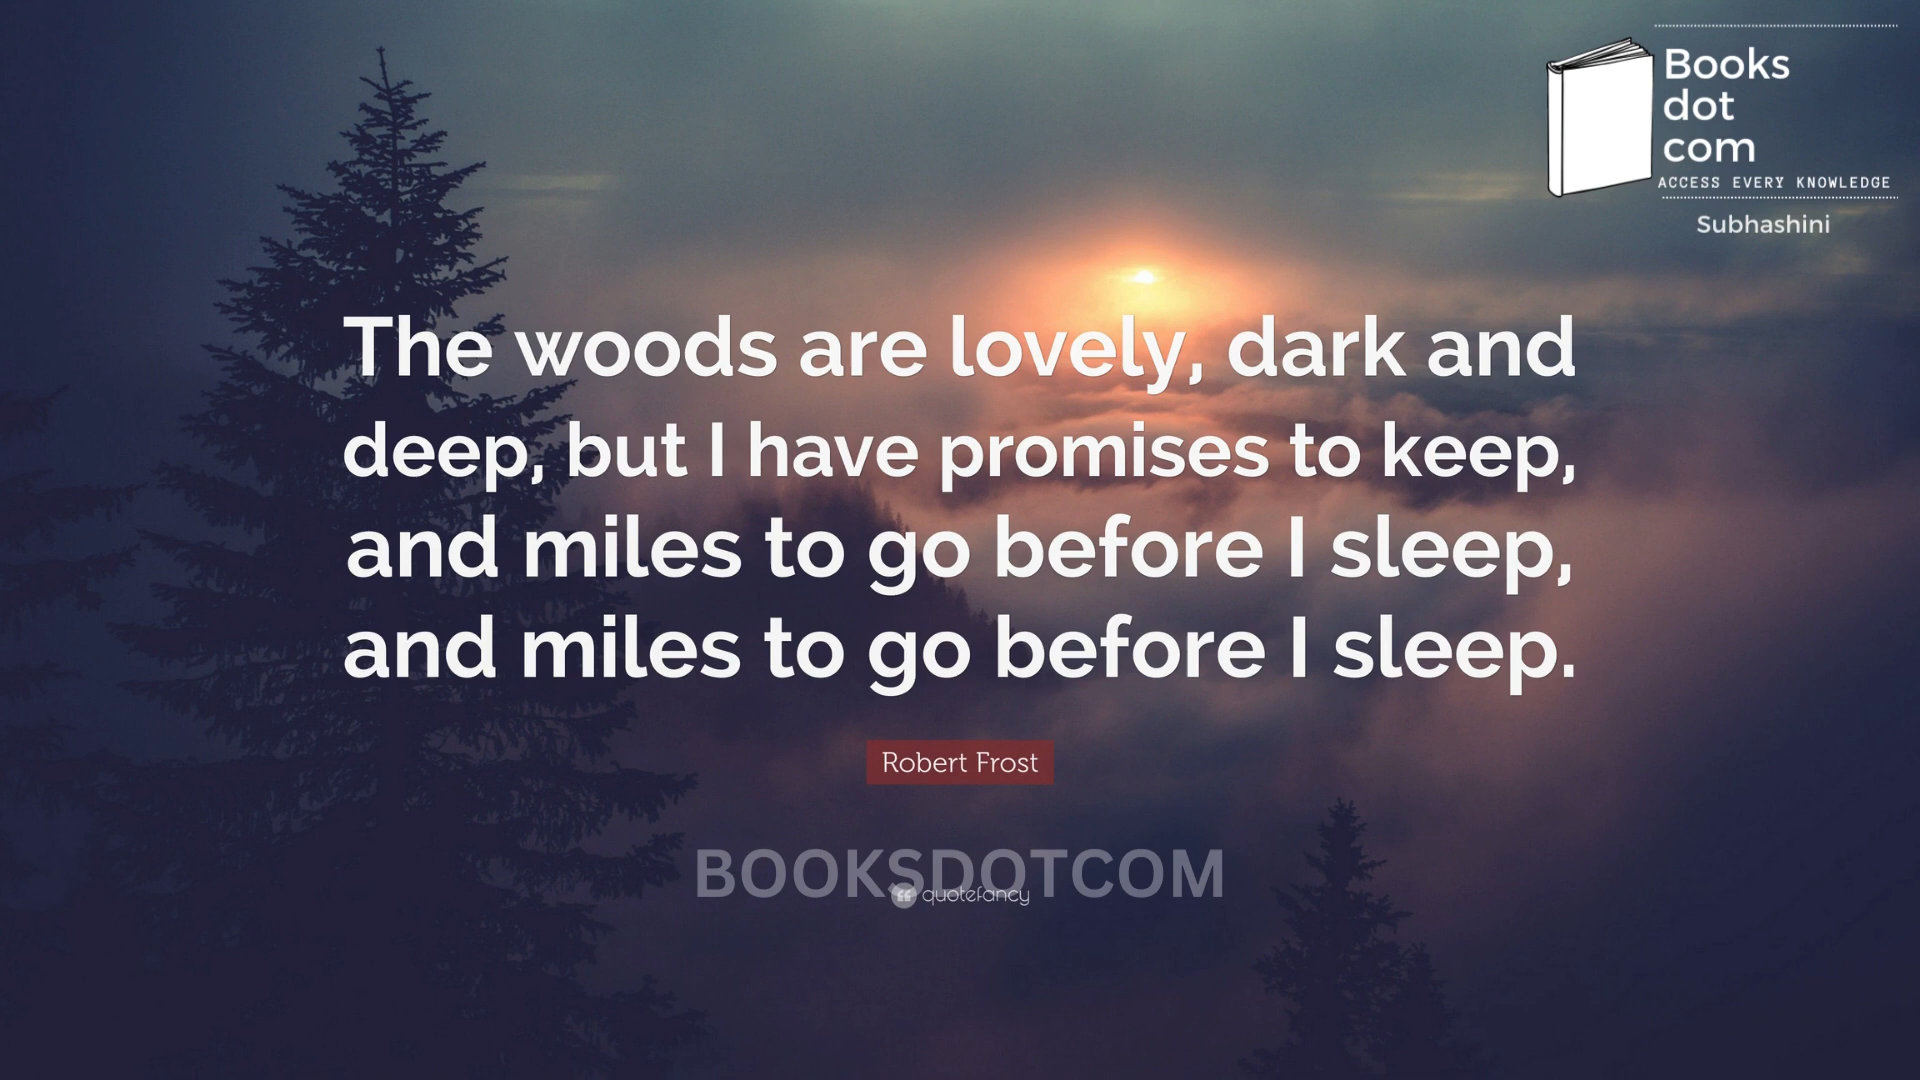 Books
dot
com
ACCESS EVERY KNOWLEDGE
Subhashini
The woods are lovely, dark and
deep, but I have promises to keep,
and miles to go before I sleep,
and miles to go before I sleep.
Robert Frost
BOOKSDOTCOM
quotefancy